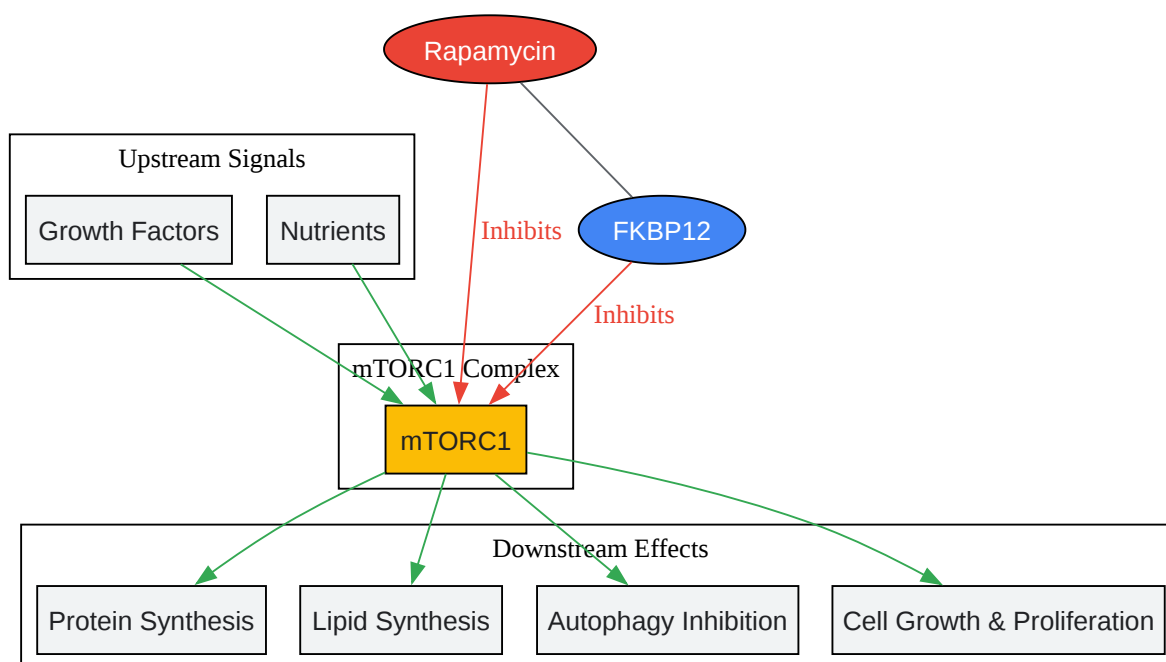 Rapamycin
Upstream Signals
Growth Factors
Nutrients
Inhibits
FKBP12
Inhibits
mTORC1 Complex
mTORC1
Downstream Effects
Protein Synthesis
Lipid Synthesis
Autophagy Inhibition
Cell Growth & Proliferation